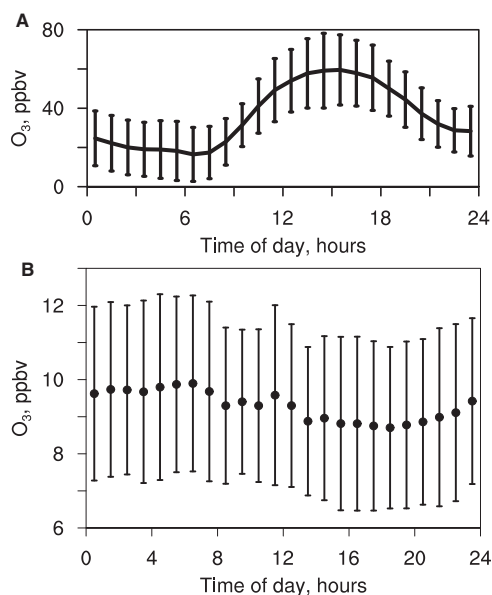 A
80
40
0
O₃, ppbv
0 6 12 18 24
Time of day, hours
B
12
10
8
6
O₃, ppbv
0 4 8 12 16 20 24
Time of day, hours